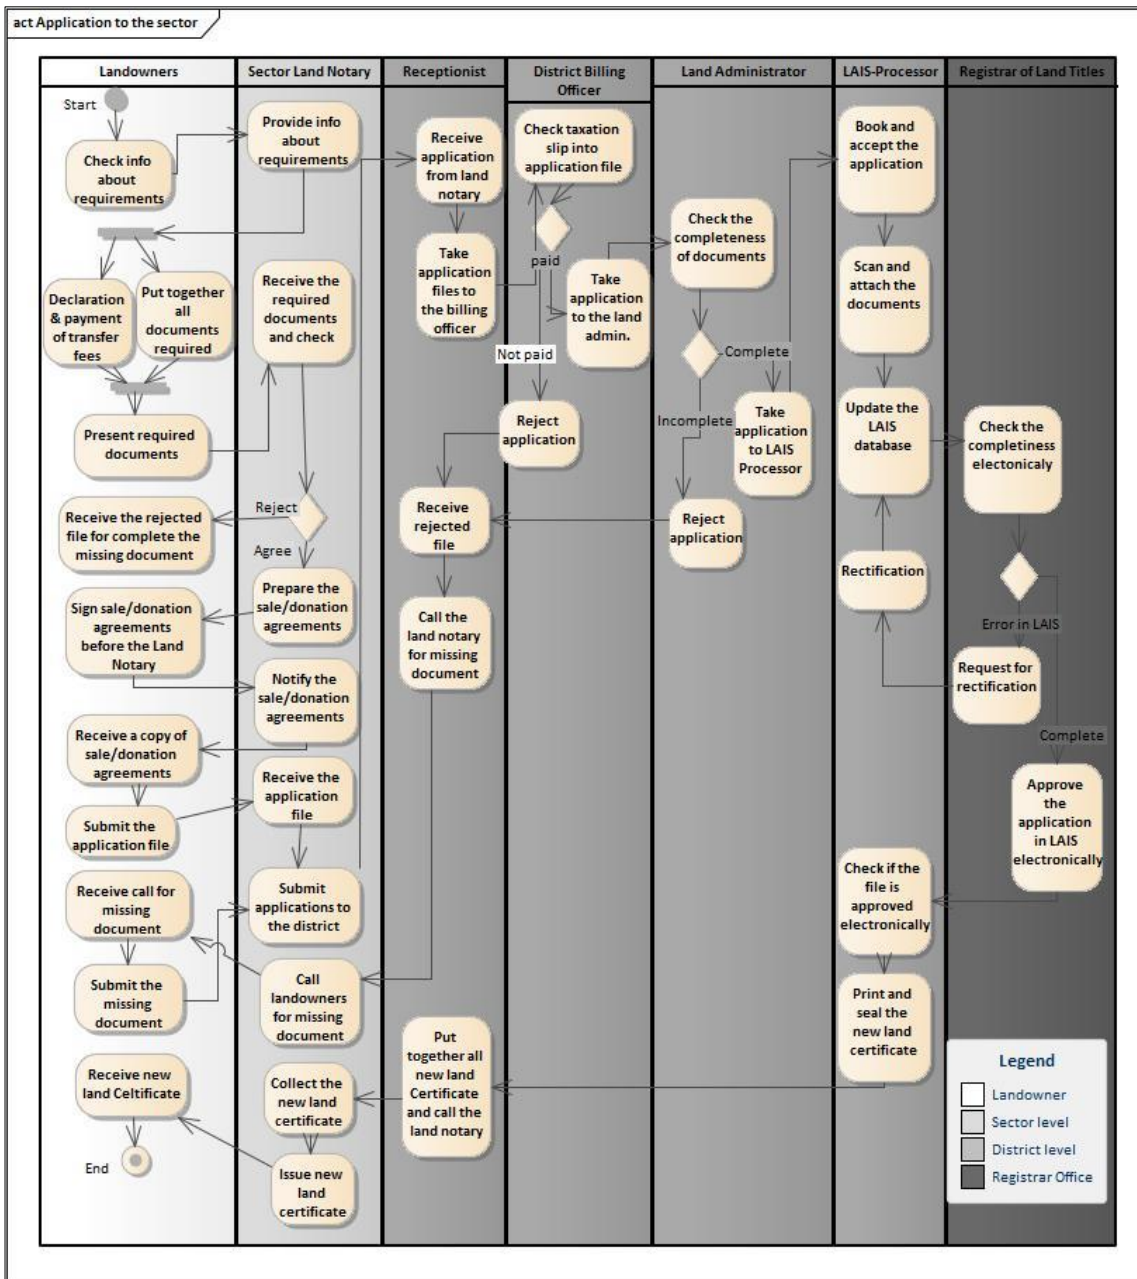 act Application to the sector
Landowners
Sector Land Notary
Receptionist
District Billing
Officer
Land Administrator
LAIS-Processor
Registrar of Land Titles
Start
Check info
about
requirements
Declaration
& payment
of transfer
fees
Put together
all
documents
required
Present required
documents
Receive the rejected
file for complete the
missing document
Sign sale/donation
agreements
before the Land
Notary
Receive a copy of
sale/donation
agreements
Submit the
application file
Receive call for
missing
document
Submit the
missing
document
Receive new
land Celtificate
End
Provide info
about
requirements
Receive the
required
documents
and check
Reject
Agree
Prepare the
sale/donation
agreements
Notify the
sale/donation
agreements
Receive the
application
file
Submit
applications to
the district
Call
landowners
for missing
document
Collect the
new land
certificate
Issue new
land
certificate
Receive
application
from land
notary
Take
application
files to
the billing
officer
Receive
rejected
file
Call the
land notary
for missing
document
Put
together all
new land
Certificate
and call the
land notary
Check taxation
slip into
application file
paid
Take
application
to the land
admin.
Not paid
Reject
application
Check the
completeness
of documents
Complete
Incomplete
Take
application
to LAIS
Processor
Reject
application
Book and
accept the
application
Scan and
attach the
documents
Update the
LAIS
database
Rectification
Check if the
file is
approved
electronically
Print and
seal the
new land
certificate
Check the
completiness
electonicaly
Error in LAIS
Request for
rectification
Complete
Approve
the
application
in LAIS
electronically
Legend
Landowner
Sector level
District level
Registrar Office